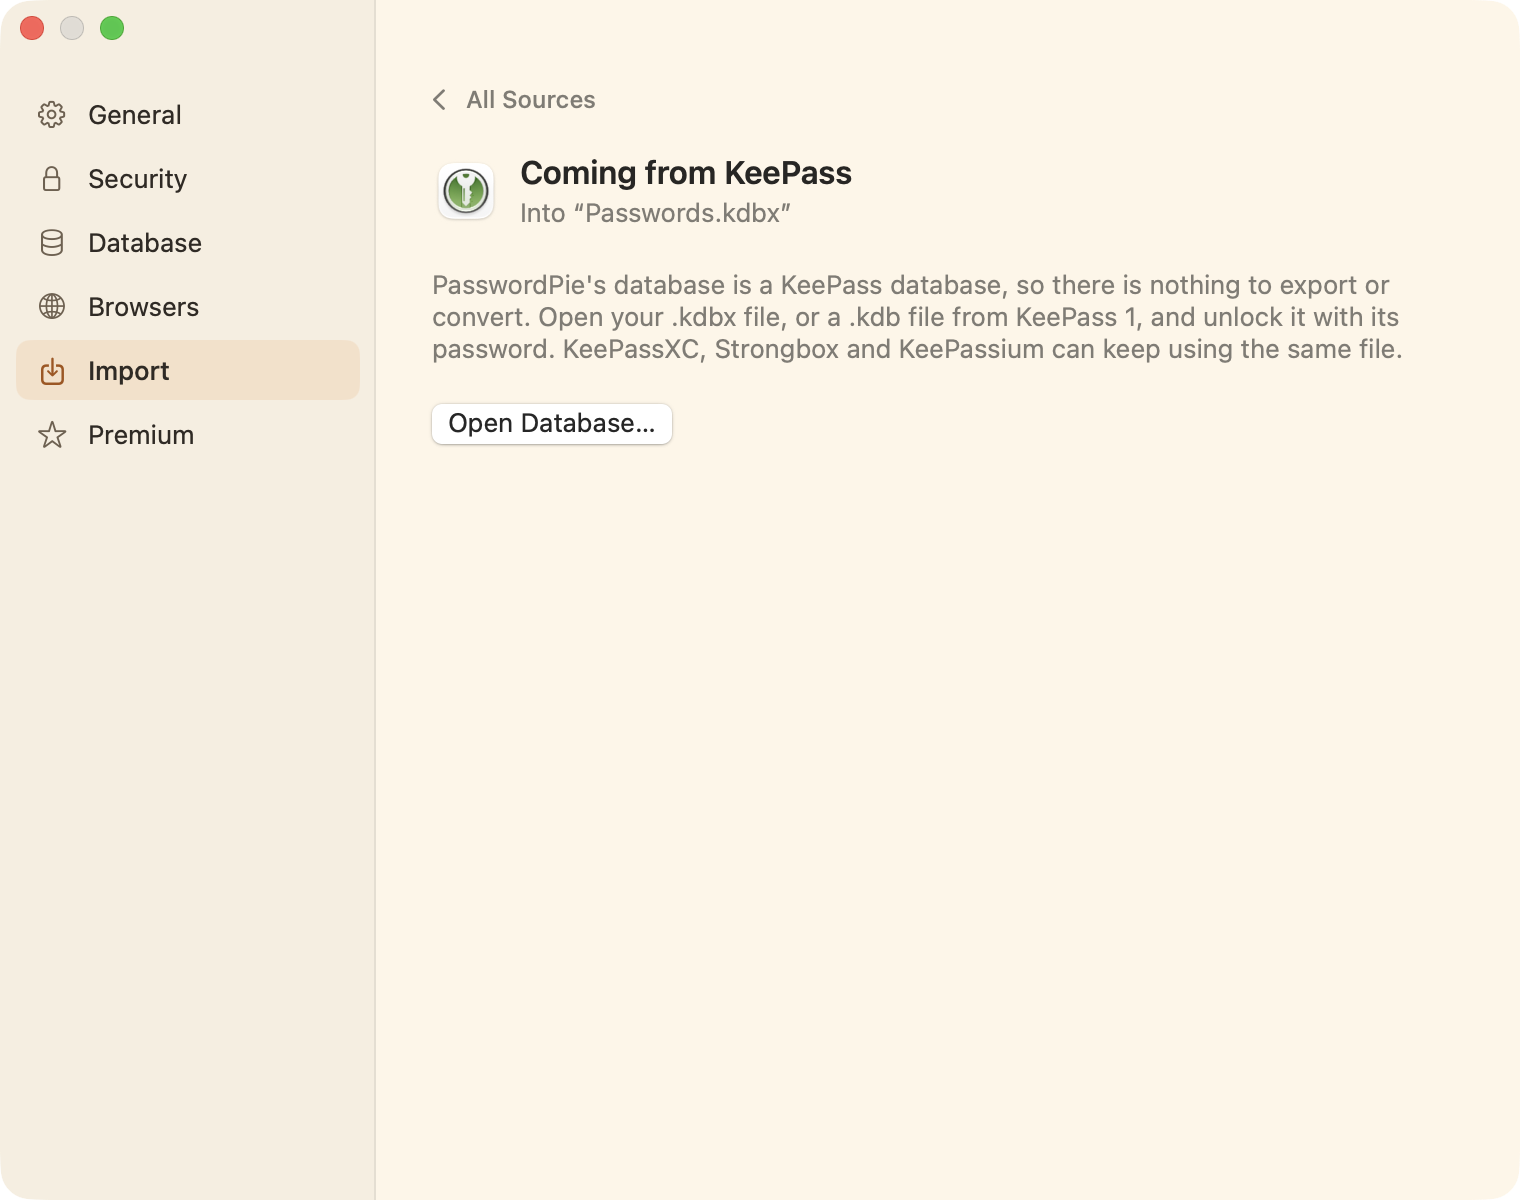 General
Security
Database
Browsers
Import
Premium
All Sources
Coming from KeePass
Into “Passwords.kdbx”
PasswordPie's database is a KeePass database, so there is nothing to export or
convert. Open your .kdbx file, or a .kdb file from KeePass 1, and unlock it with its
password. KeePassXC, Strongbox and KeePassium can keep using the same file.
Open Database...